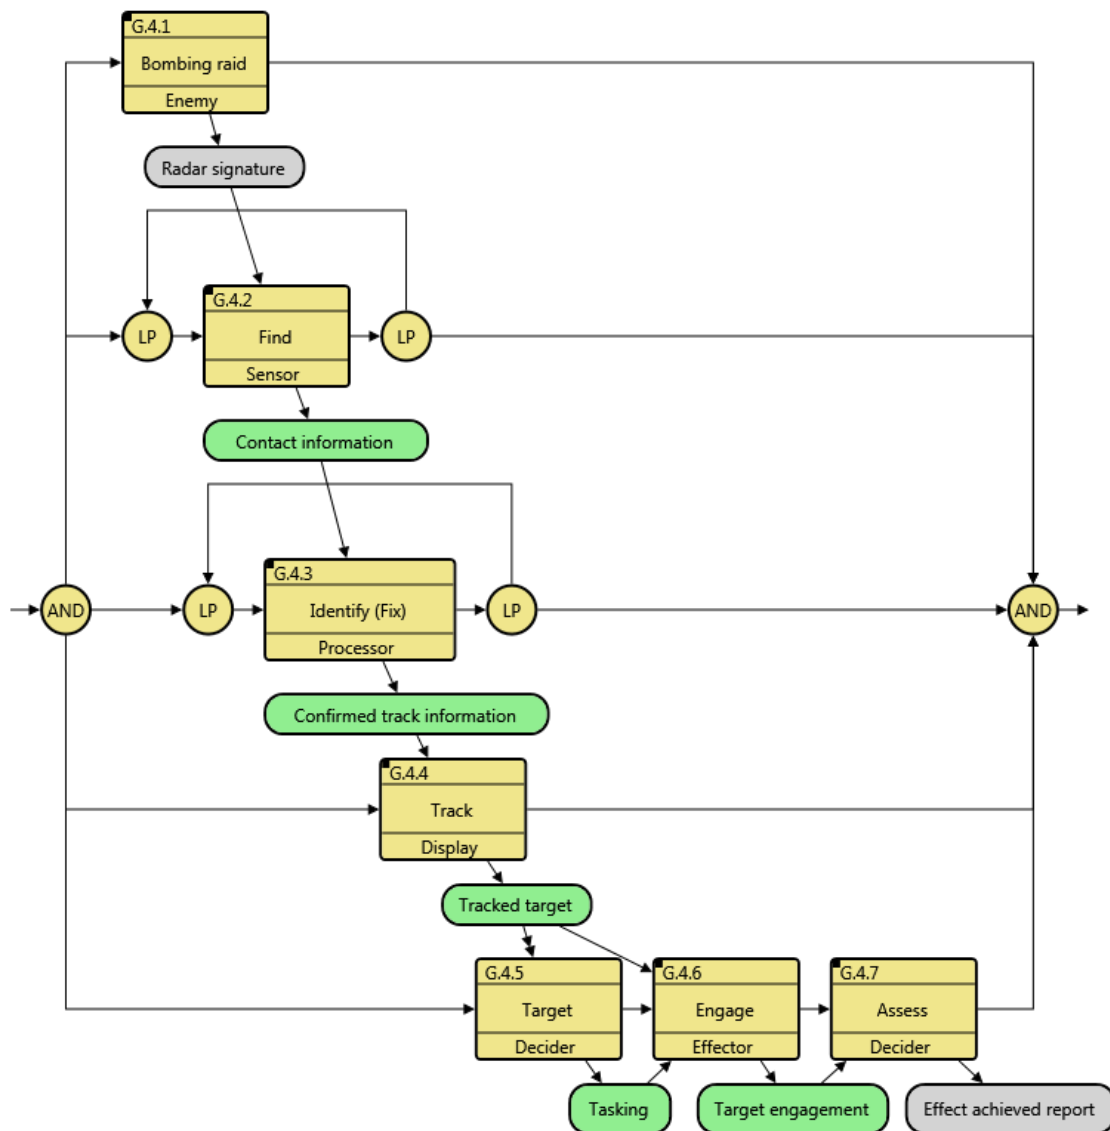 G.4.1
Bombing raid
Enemy
Radar signature
G.4.2
LP
Find
LP
Sensor
Contact information
G.4.3
AND
LP
Identify (Fix)
LP
AND
Processor
Confirmed track information
G.4.4
Track
Display
Tracked target
G.4.5
G.4.6
G.4.7
Target
Engage
Assess
Decider
Effector
Decider
Tasking
Target engagement
Effect achieved report